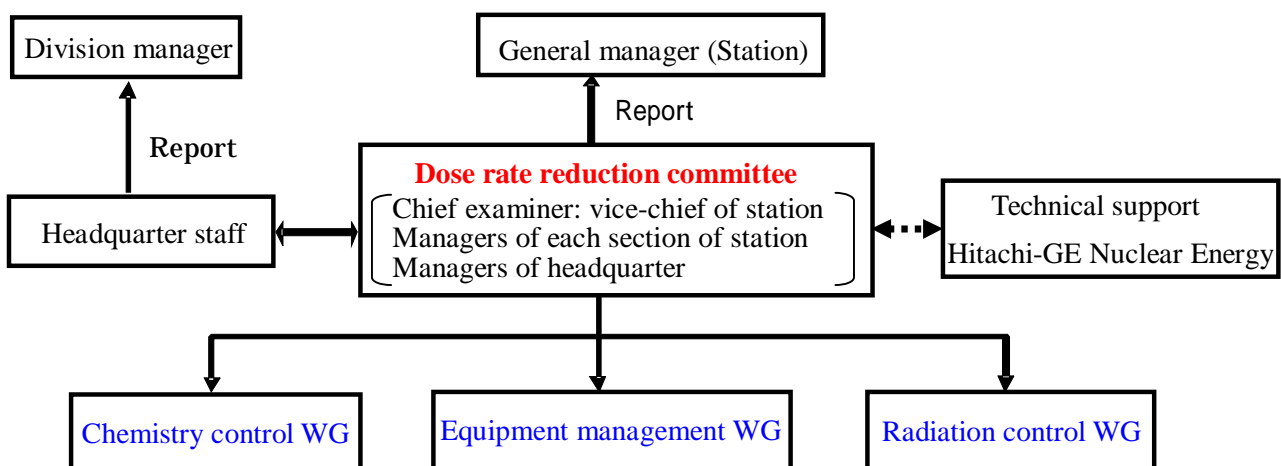 Division manager
General manager (Station)
Report
Report
Dose rate reduction committee
Chief examiner: vice-chief of station
Managers of each section of station
Managers of headquarter
Headquarter staff
Technical support
Hitachi-GE Nuclear Energy
Chemistry control WG
Equipment management WG
Radiation control WG